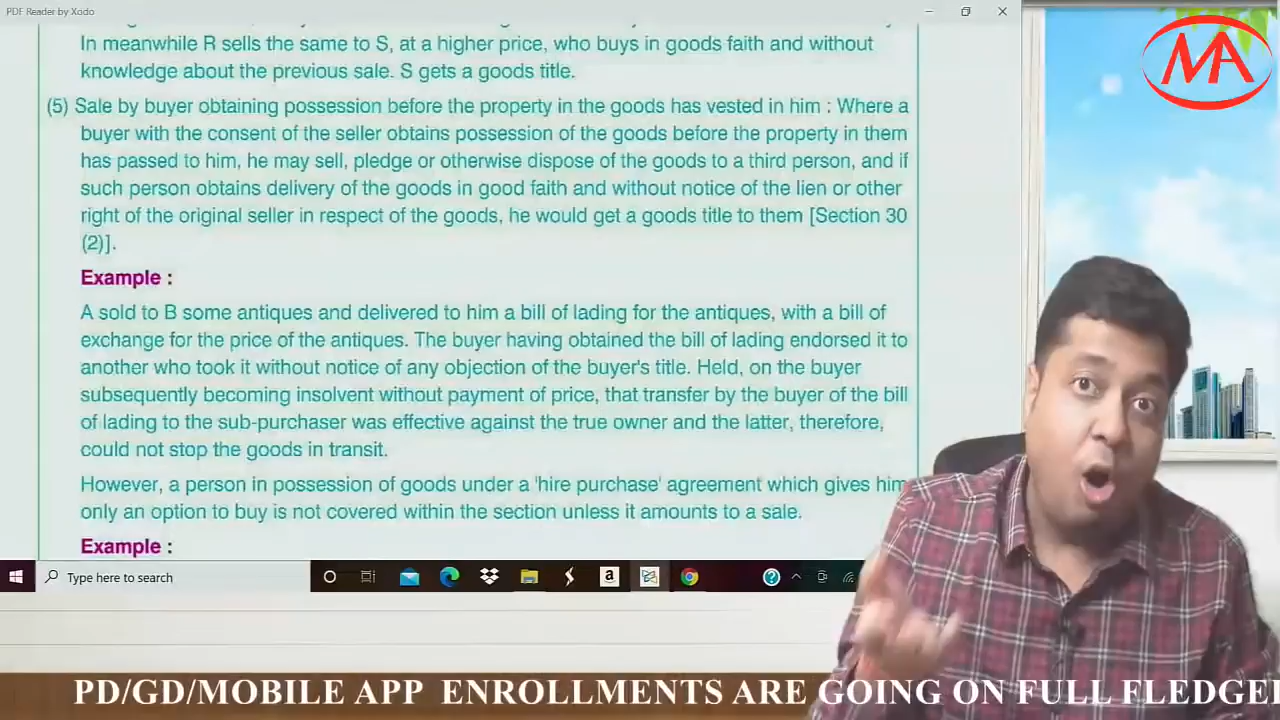 PDF Reader by Xodo
MA
In meanwhile R sells the same to S, at a higher price, who buys in goods faith and without
knowledge about the previous sale. S gets a goods title.
(5) Sale by buyer obtaining possession before the property in the goods has vested in him : Where a
buyer with the consent of the seller obtains possession of the goods before the property in them
has passed to him, he may sell, pledge or otherwise dispose of the goods to a third person, and if
such person obtains delivery of the goods in good faith and without notice of the lien or other
right of the original seller in respect of the goods, he would get a goods title to them [Section 30
(2)].
Example :
A sold to B some antiques and delivered to him a bill of lading for the antiques, with a bill of
exchange for the price of the antiques. The buyer having obtained the bill of lading endorsed it to
another who took it without notice of any objection of the buyer's title. Held, on the buyer
subsequently becoming insolvent without payment of price, that transfer by the buyer of the bill
of lading to the sub-purchaser was effective against the true owner and the latter, therefore,
could not stop the goods in transit.
However, a person in possession of goods under a 'hire purchase' agreement which gives him
only an option to buy is not covered within the section unless it amounts to a sale.
Example :
Type here to search
PD/GD/MOBILE APP ENROLLMENTS ARE GOING ON FULL FLEDGED